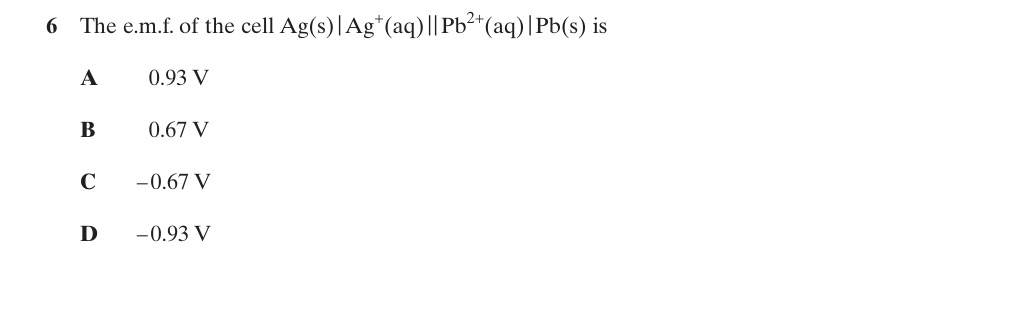 6 The e.m.f. of the cell Ag(s)|Ag⁺(aq)||Pb²⁺(aq)|Pb(s) is
A 0.93 V
B 0.67 V
C –0.67 V
D –0.93 V